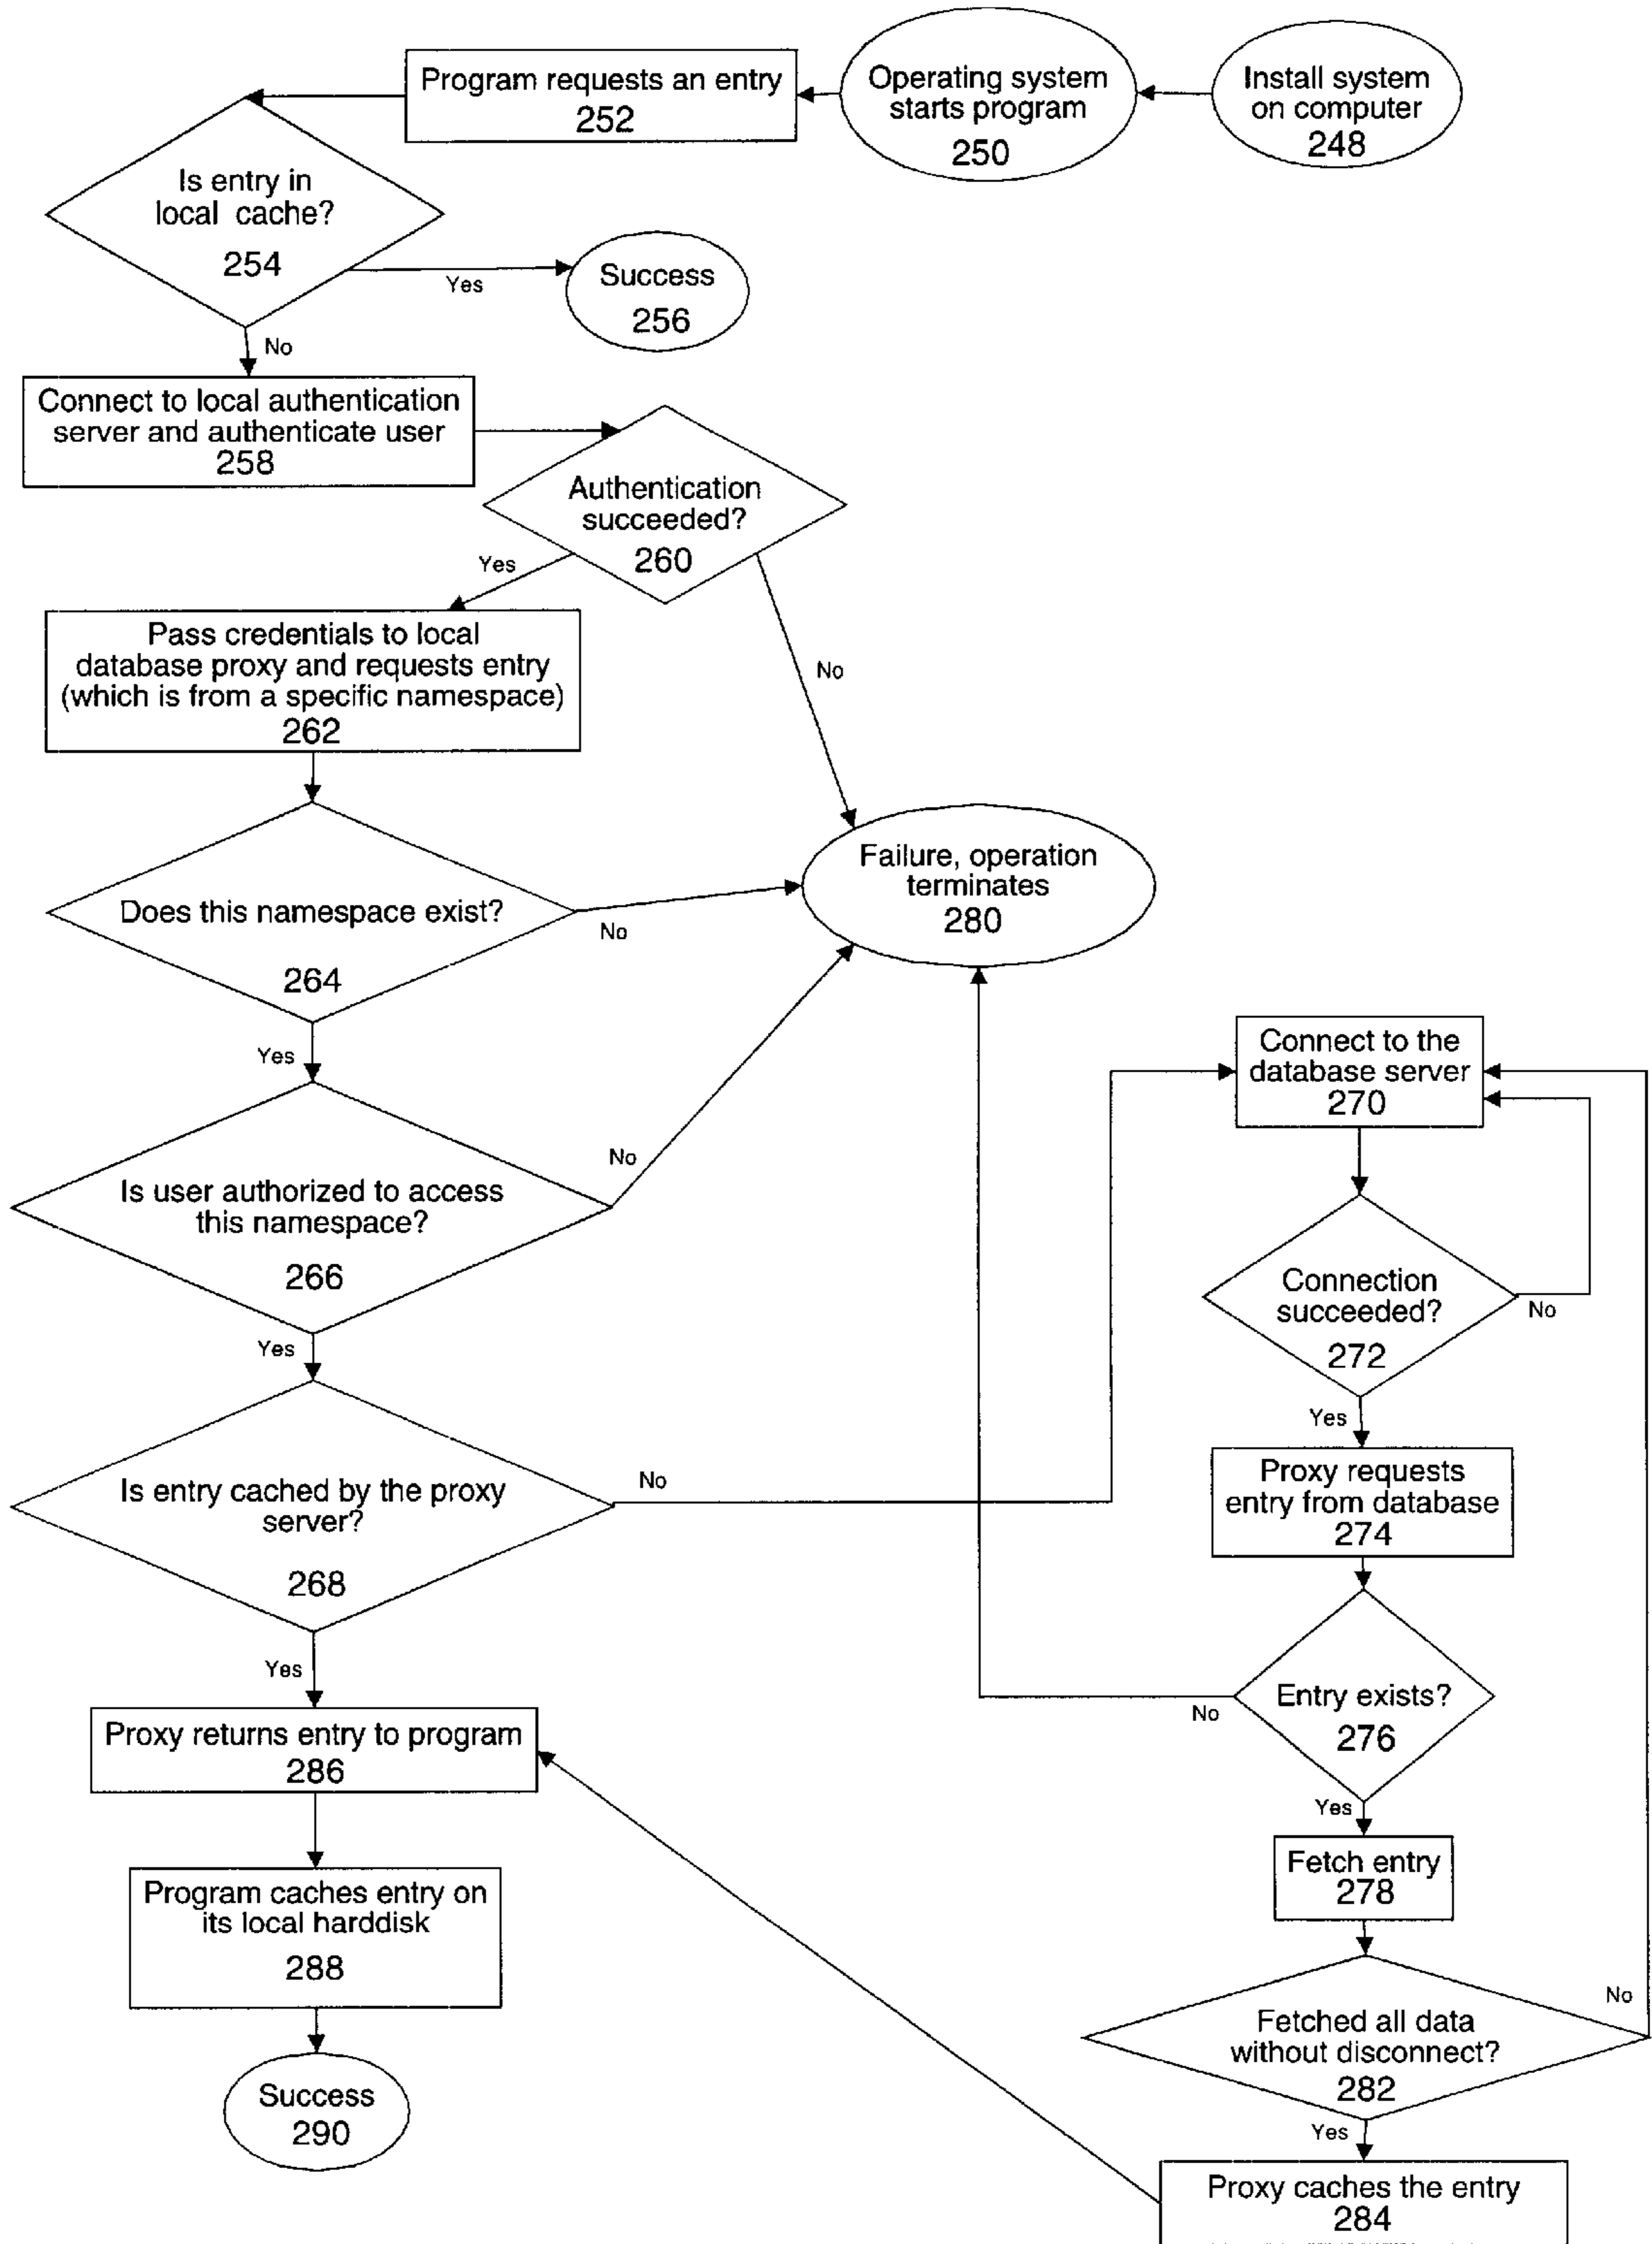 Install system
on computer
248
Operating system
starts program
250
Program requests an entry
252
Is entry in
local cache?
254
Yes
Success
256
No
Connect to local authentication
server and authenticate user
258
Authentication
succeeded?
260
Yes
No
Pass credentials to local
database proxy and requests entry
(which is from a specific namespace)
262
Does this namespace exist?
264
No
Failure, operation
terminates
280
Yes
Is user authorized to access
this namespace?
266
No
Yes
Is entry cached by the proxy
server?
268
No
Yes
Connect to the
database server
270
Connection
succeeded?
272
No
Yes
Proxy requests
entry from database
274
Entry exists?
276
No
Yes
Fetch entry
278
Fetched all data
without disconnect?
282
No
Yes
Proxy caches the entry
284
Proxy returns entry to program
286
Program caches entry on
its local harddisk
288
Success
290